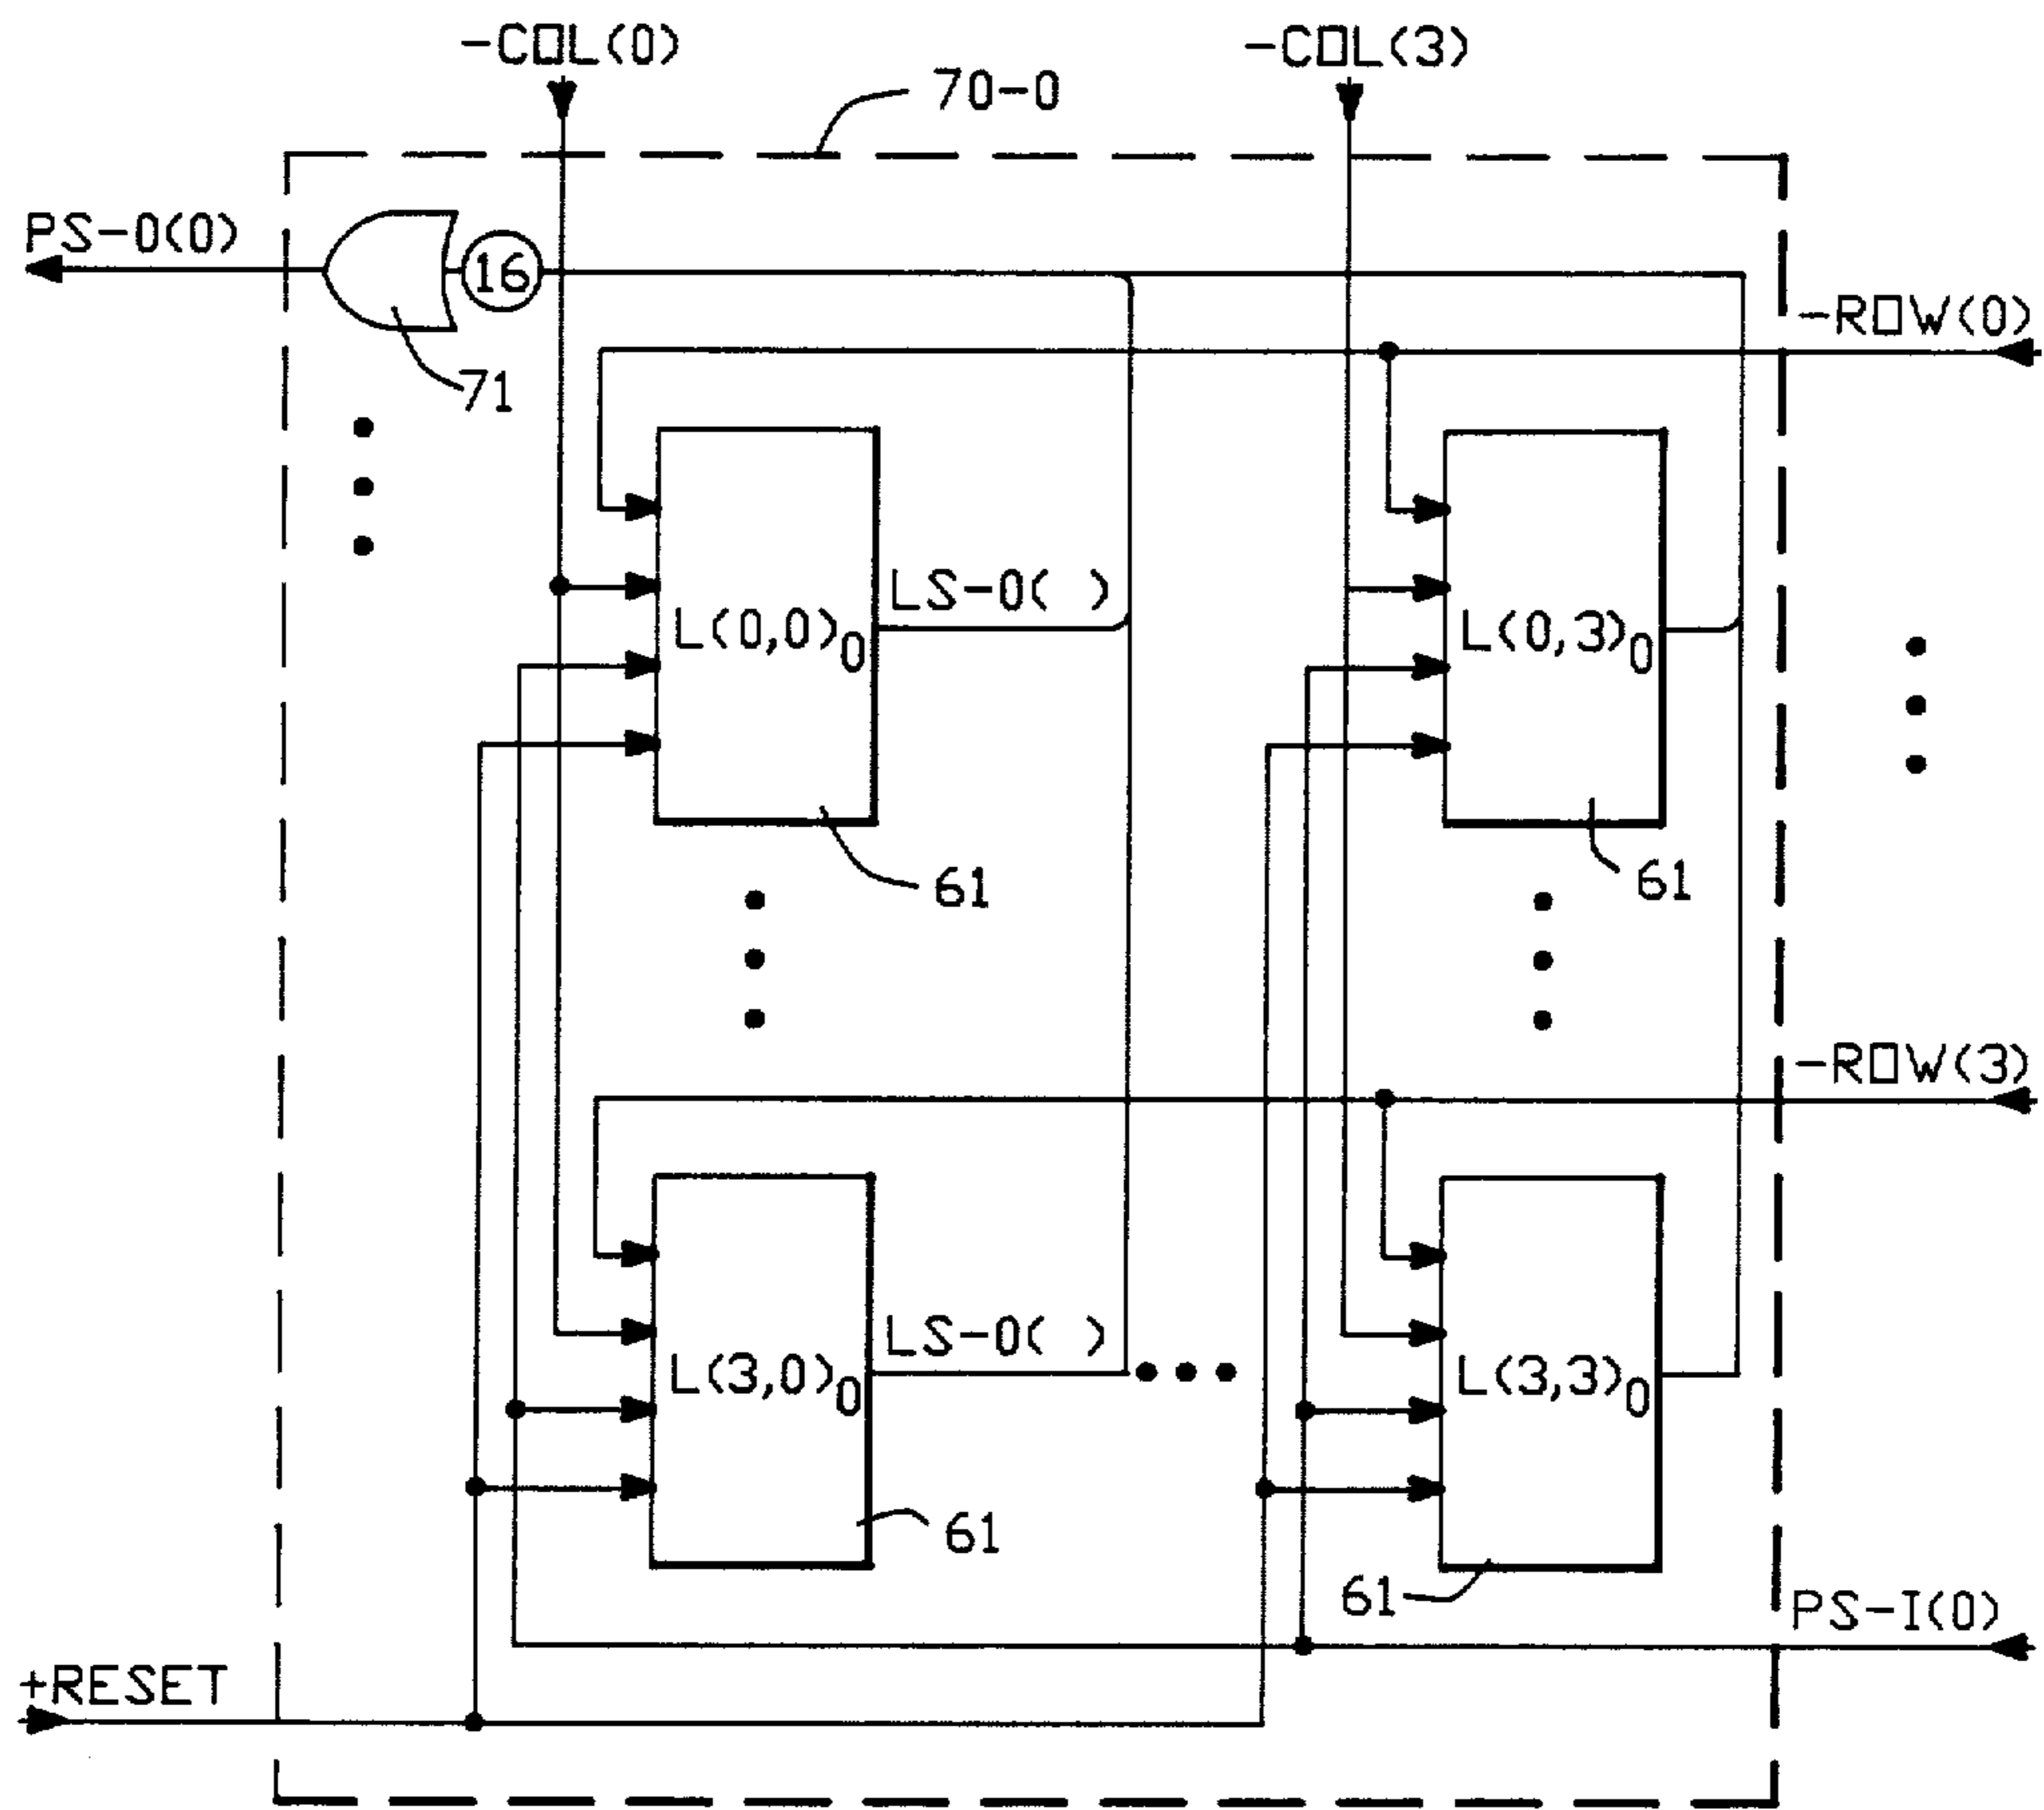 -COL(0)
-COL(3)
70-0
PS-0(0)
16
-ROW(0)
71
LS-0( )
L(0,0)0
L(0,3)0
61
61
-ROW(3)
LS-0( )
L(3,0)0
L(3,3)0
61
61
PS-I(0)
+RESET